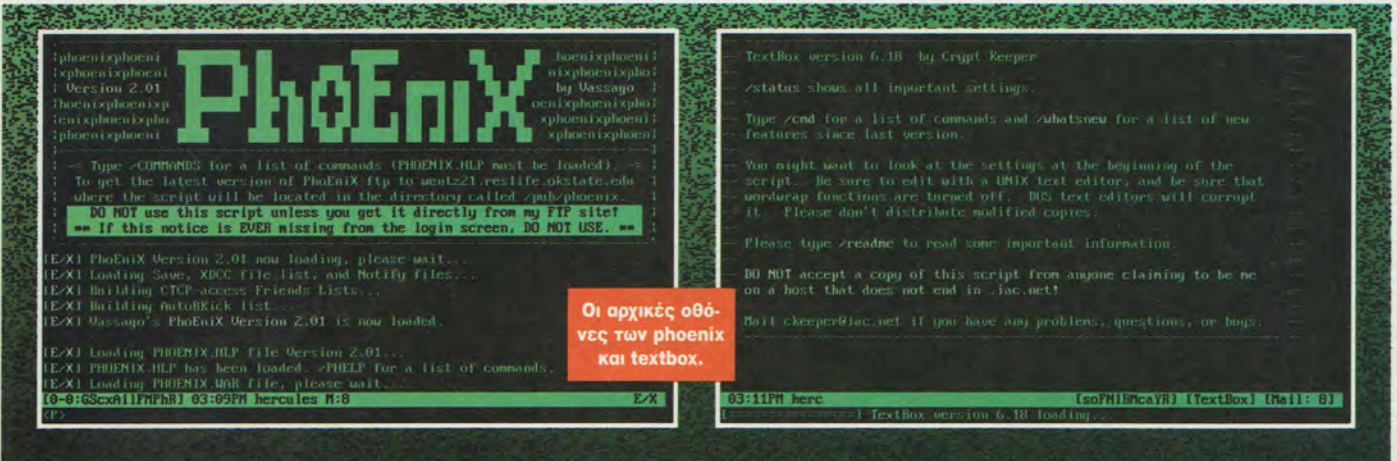 :phoenixphoeni hoenixphoeni:
:xphoenixphoeni nixphoenixpho:
: Version 2.01 by Vassago :
:hoenixphoenixp oenixphoenixpho:
:enixphoenixpho xphoenixphoeni:
:phoenixphoeni xphoenixphoeni:
PhoEniX
-= Type /COMMANDS for a list of commands (PHOENIX.HLP must be loaded). =-
To get the latest version of PhoEniX ftp to wentz21.reslife.okstate.edu
where the script will be located in the directory called /pub/phoenix.
DO NOT use this script unless you get it directly from my FTP site!
** If this notice is EVER missing from the login screen, DO NOT USE. **
[E/X] PhoEniX Version 2.01 now loading, please wait...
[E/X] Loading Save, XDCC file list, and Notify files...
[E/X] Building CTCP-access Friends Lists...
[E/X] Building AutoBKick list...
[E/X] Vassago's PhoEniX Version 2.01 is now loaded.
[E/X] Loading PHOENIX.HLP file Version 2.01...
[E/X] PHOENIX.HLP has been loaded. /PHELP for a list of commands.
[E/X] Loading PHOENIX.WAR file, please wait...
[0-0:GScxAilFMPhR] 03:09PM hercules M:8 E/X
<P>
Οι αρχικές οθό-
νες των phoenix
και textbox.
TextBox version 6.18 by Crypt Keeper
/status shows all important settings.
Type /cmd for a list of commands and /whatsnew for a list of new
features since last version.
You might want to look at the settings at the beginning of the
script. Be sure to edit with a UNIX text editor, and be sure that
wordwrap functions are turned off. DOS text editors will corrupt
it. Please don't distribute modified copies.
Please type /readme to read some important information.
DO NOT accept a copy of this script from anyone claiming to be me
on a host that does not end in .iac.net!
Mail ckeeper@iac.net if you have any problems, questions, or bugs.
03:11PM herc [soFNIBMcaYR] [TextBox] [Mail: 8]
[================] TextBox version 6.18 loading...